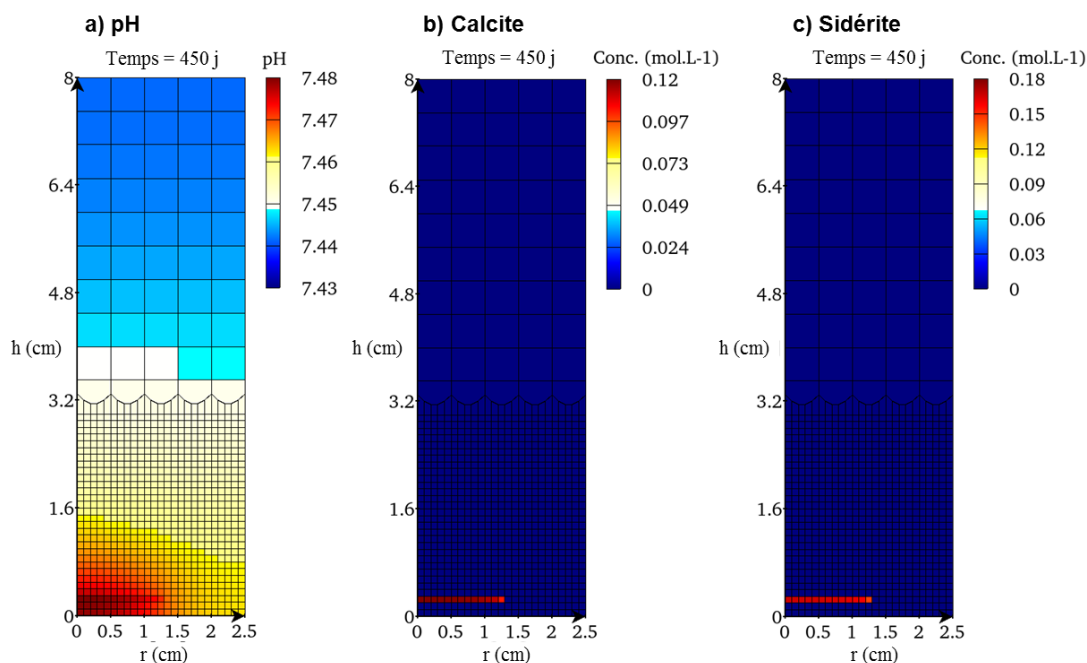 a) pH
Temps = 450 j
pH
8
6.4
4.8
h (cm)
3.2
1.6
0
0 0.5 1 1.5 2 2.5
r (cm)
7.48
7.47
7.46
7.45
7.44
7.43
b) Calcite
Temps = 450 j
Conc. (mol.L-1)
8
6.4
4.8
h (cm)
3.2
1.6
0
0 0.5 1 1.5 2 2.5
r (cm)
0.12
0.097
0.073
0.049
0.024
0
c) Sidérite
Temps = 450 j
Conc. (mol.L-1)
8
6.4
4.8
h (cm)
3.2
1.6
0
0 0.5 1 1.5 2 2.5
r (cm)
0.18
0.15
0.12
0.09
0.06
0.03
0